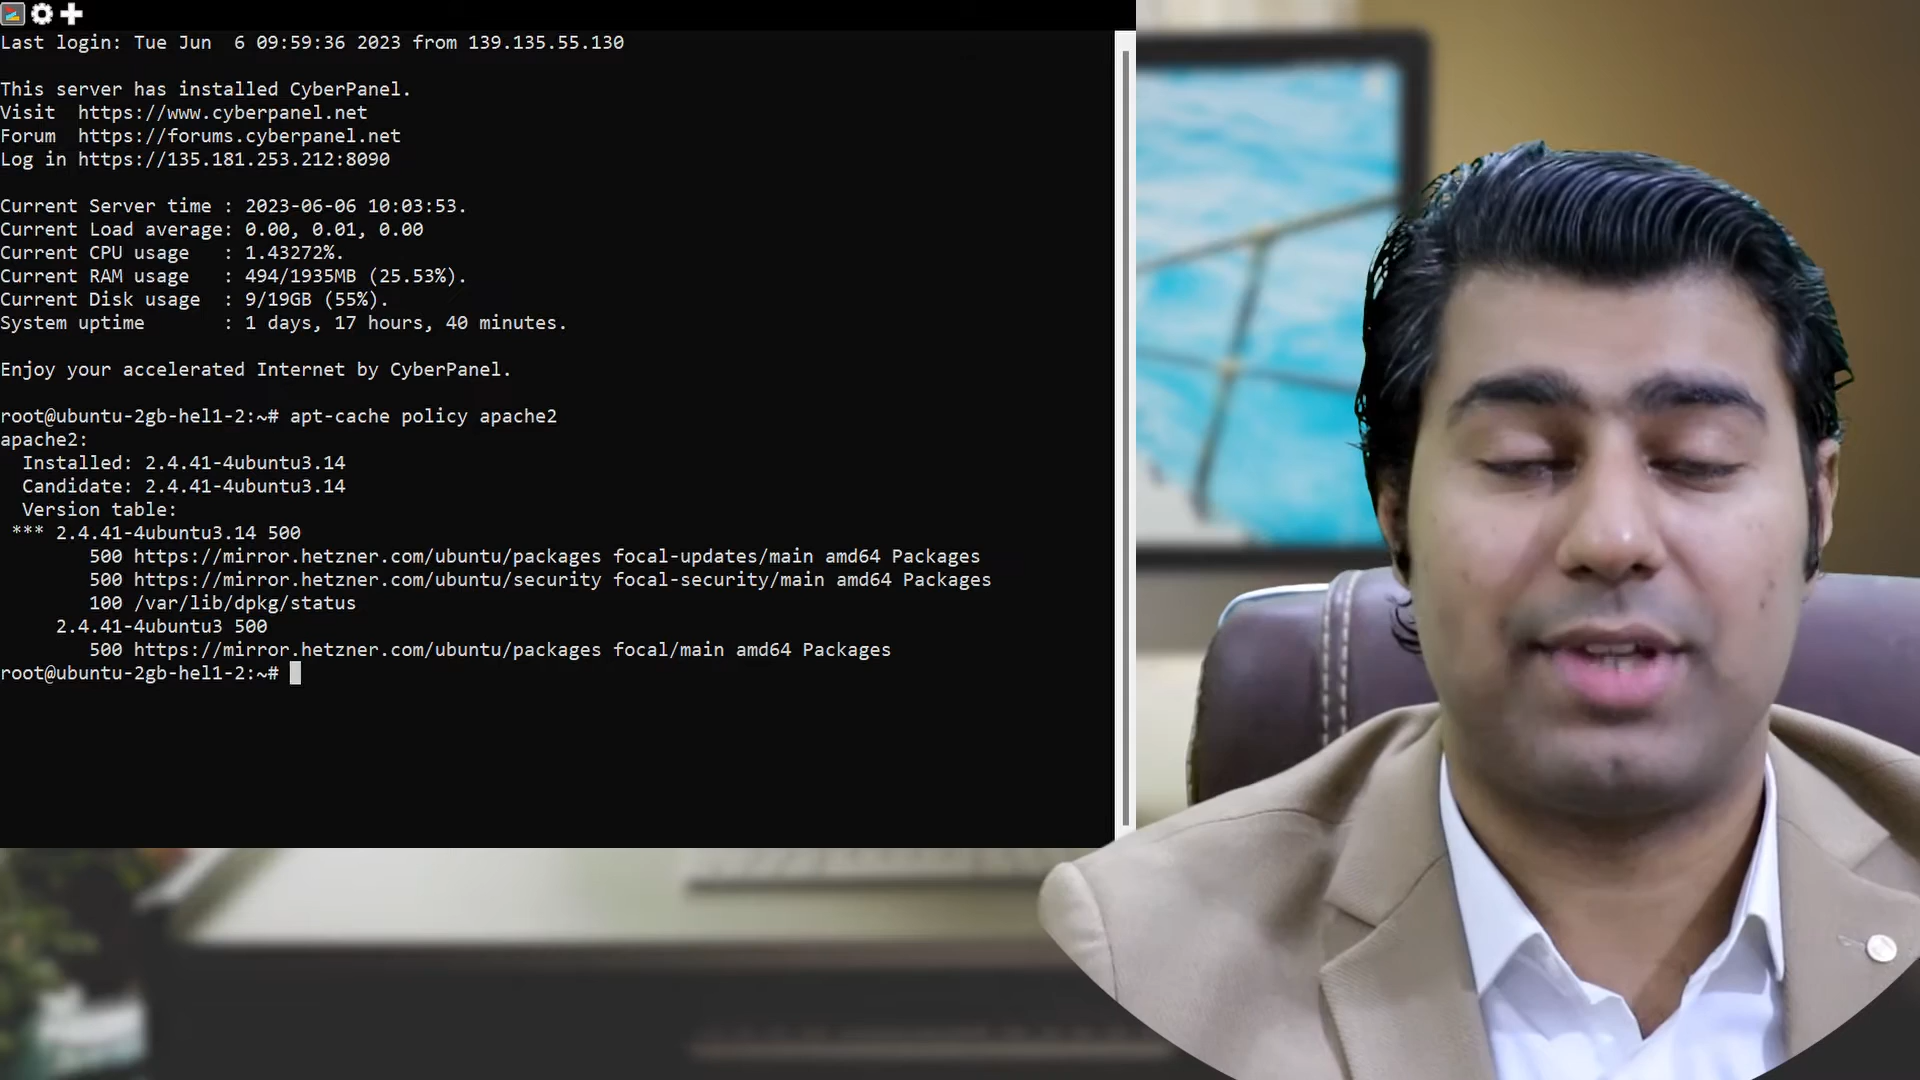 Last login: Tue Jun  6 09:59:36 2023 from 139.135.55.130
This server has installed CyberPanel.
Visit  https://www.cyberpanel.net
Forum  https://forums.cyberpanel.net
Log in https://135.181.253.212:8090
Current Server time : 2023-06-06 10:03:53.
Current Load average: 0.00, 0.01, 0.00
Current CPU usage   : 1.43272%.
Current RAM usage   : 494/1935MB (25.53%).
Current Disk usage  : 9/19GB (55%).
System uptime       : 1 days, 17 hours, 40 minutes.
Enjoy your accelerated Internet by CyberPanel.
root@ubuntu-2gb-hel1-2:~# apt-cache policy apache2
apache2:
  Installed: 2.4.41-4ubuntu3.14
  Candidate: 2.4.41-4ubuntu3.14
  Version table:
 *** 2.4.41-4ubuntu3.14 500
        500 https://mirror.hetzner.com/ubuntu/packages focal-updates/main amd64 Packages
        500 https://mirror.hetzner.com/ubuntu/security focal-security/main amd64 Packages
        100 /var/lib/dpkg/status
     2.4.41-4ubuntu3 500
        500 https://mirror.hetzner.com/ubuntu/packages focal/main amd64 Packages
root@ubuntu-2gb-hel1-2:~#